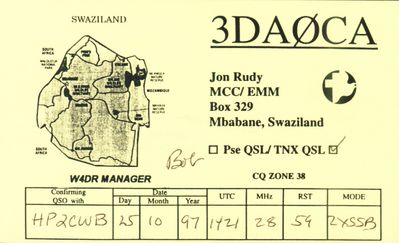 SWAZILAND
3DAØCA
SOUTH AFRICA
MOZAMBIQUE
SOUTH AFRICA
Jon Rudy
MCC/ EMM
Box 329
Mbabane, Swaziland
☐ Pse QSL/ TNX QSL ☑
Bob
W4DR MANAGER
CQ ZONE 38
Confirming QSO with
Date
Day Month Year
UTC
MHz
RST
MODE
HP2CWB 25 10 97 1421 28 59 2XSSB